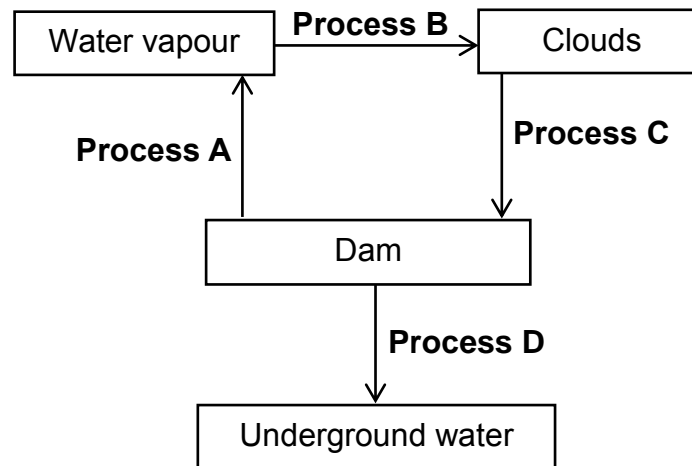 Water vapour
Process B
Clouds
Process A
Process C
Dam
Process D
Underground water